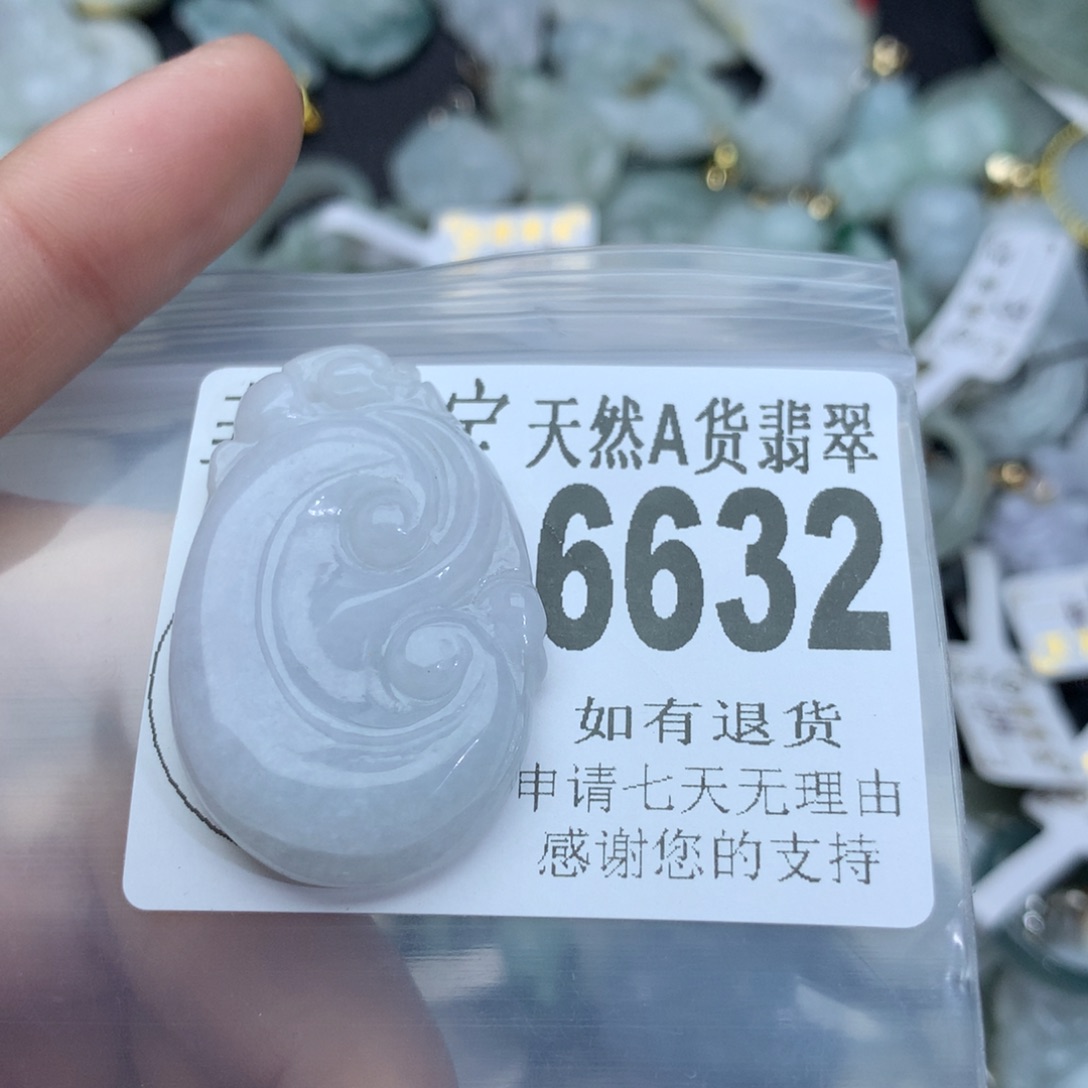 宝 天然A货翡翠
6632
如有退货
申请七天无理由
感谢您的支持